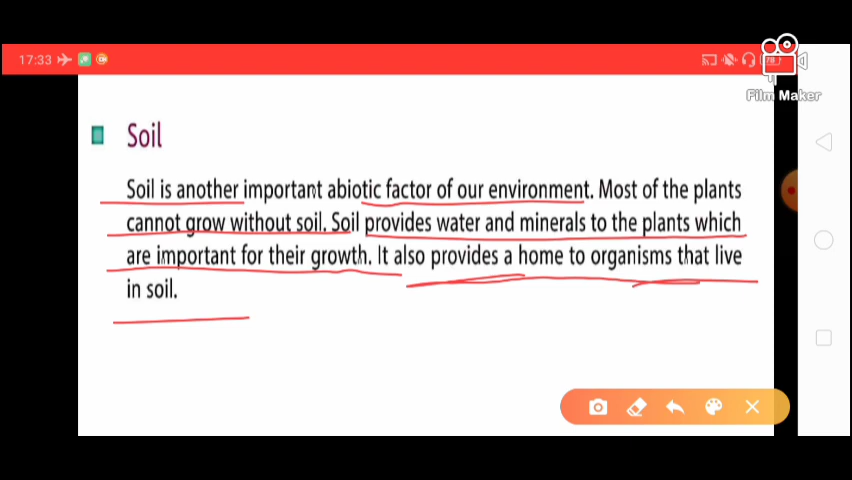 17:33
Film Maker
Soil
Soil is another important abiotic factor of our environment. Most of the plants
cannot grow without soil. Soil provides water and minerals to the plants which
are important for their growth. It also provides a home to organisms that live
in soil.